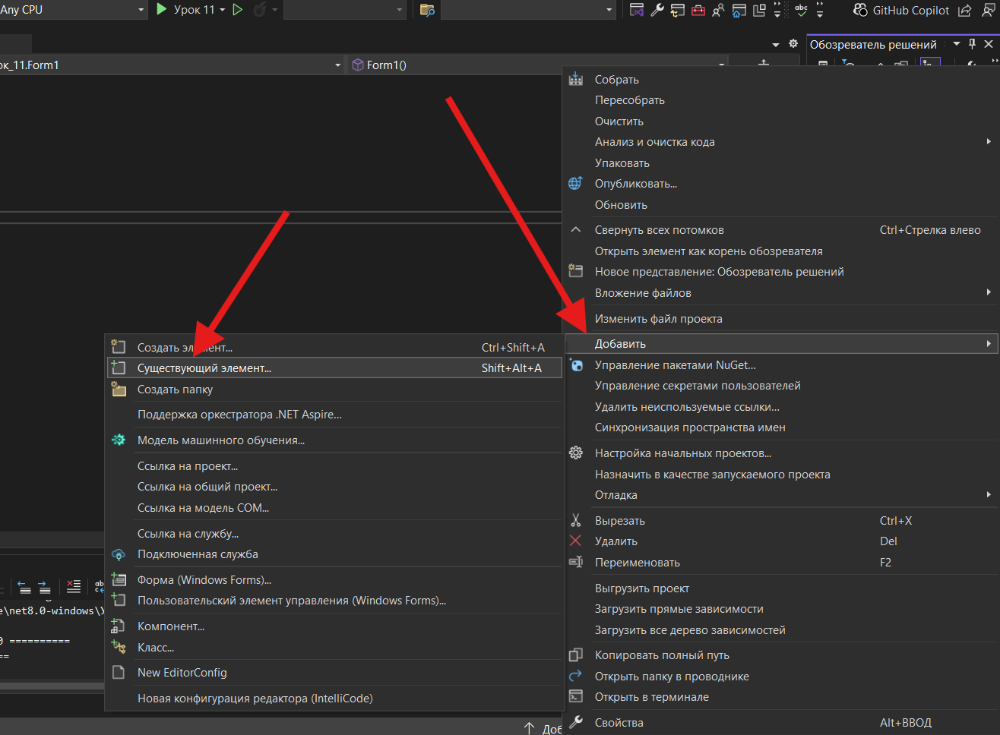 Any CPU
Урок 11
GitHub Copilot
Обозреватель решений
ок_11.Form1
Form1()
Собрать
Пересобрать
Очистить
Анализ и очистка кода
Упаковать
Опубликовать...
Обновить
Свернуть всех потомков Ctrl+Стрелка влево
Открыть элемент как корень обозревателя
Новое представление: Обозреватель решений
Вложение файлов
Изменить файл проекта
Добавить
Управление пакетами NuGet...
Управление секретами пользователей
Удалить неиспользуемые ссылки...
Синхронизация пространства имен
Настройка начальных проектов...
Назначить в качестве запускаемого проекта
Отладка
Вырезать Ctrl+X
Удалить Del
Переименовать F2
Выгрузить проект
Загрузить прямые зависимости
Загрузить все дерево зависимостей
Копировать полный путь
Открыть папку в проводнике
Открыть в терминале
Свойства Alt+ВВОД
Создать элемент... Ctrl+Shift+A
Существующий элемент... Shift+Alt+A
Создать папку
Поддержка оркестратора .NET Aspire...
Модель машинного обучения...
Ссылка на проект...
Ссылка на общий проект...
Ссылка на модель COM...
Ссылка на службу...
Подключенная служба
Форма (Windows Forms)...
Пользовательский элемент управления (Windows Forms)...
Компонент...
Класс...
New EditorConfig
Новая конфигурация редактора (IntelliCode)
e\net8.0-windows\У
0 ==========
==
Доб